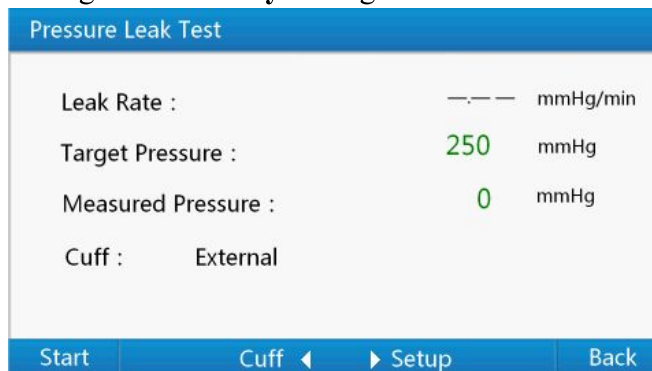 Pressure Leak Test
Leak Rate : —.— — mmHg/min
Target Pressure : 250 mmHg
Measured Pressure : 0 mmHg
Cuff : External
Start Cuff ◀ ▶ Setup Back